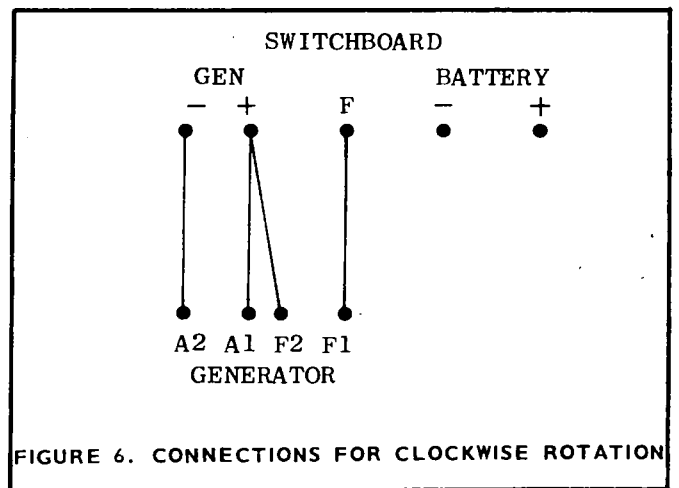 SWITCHBOARD
GEN BATTERY
− + F − +
A2 A1 F2 F1
GENERATOR
FIGURE 6. CONNECTIONS FOR CLOCKWISE ROTATION